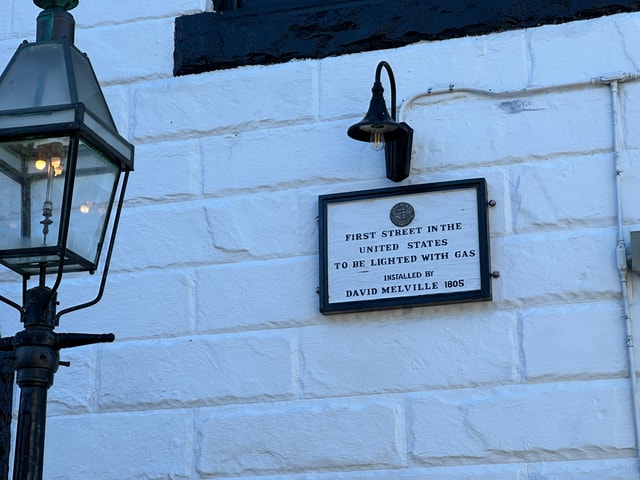 FIRST STREET IN THE
UNITED STATES
TO BE LIGHTED WITH GAS
INSTALLED BY
DAVID MELVILLE 1805